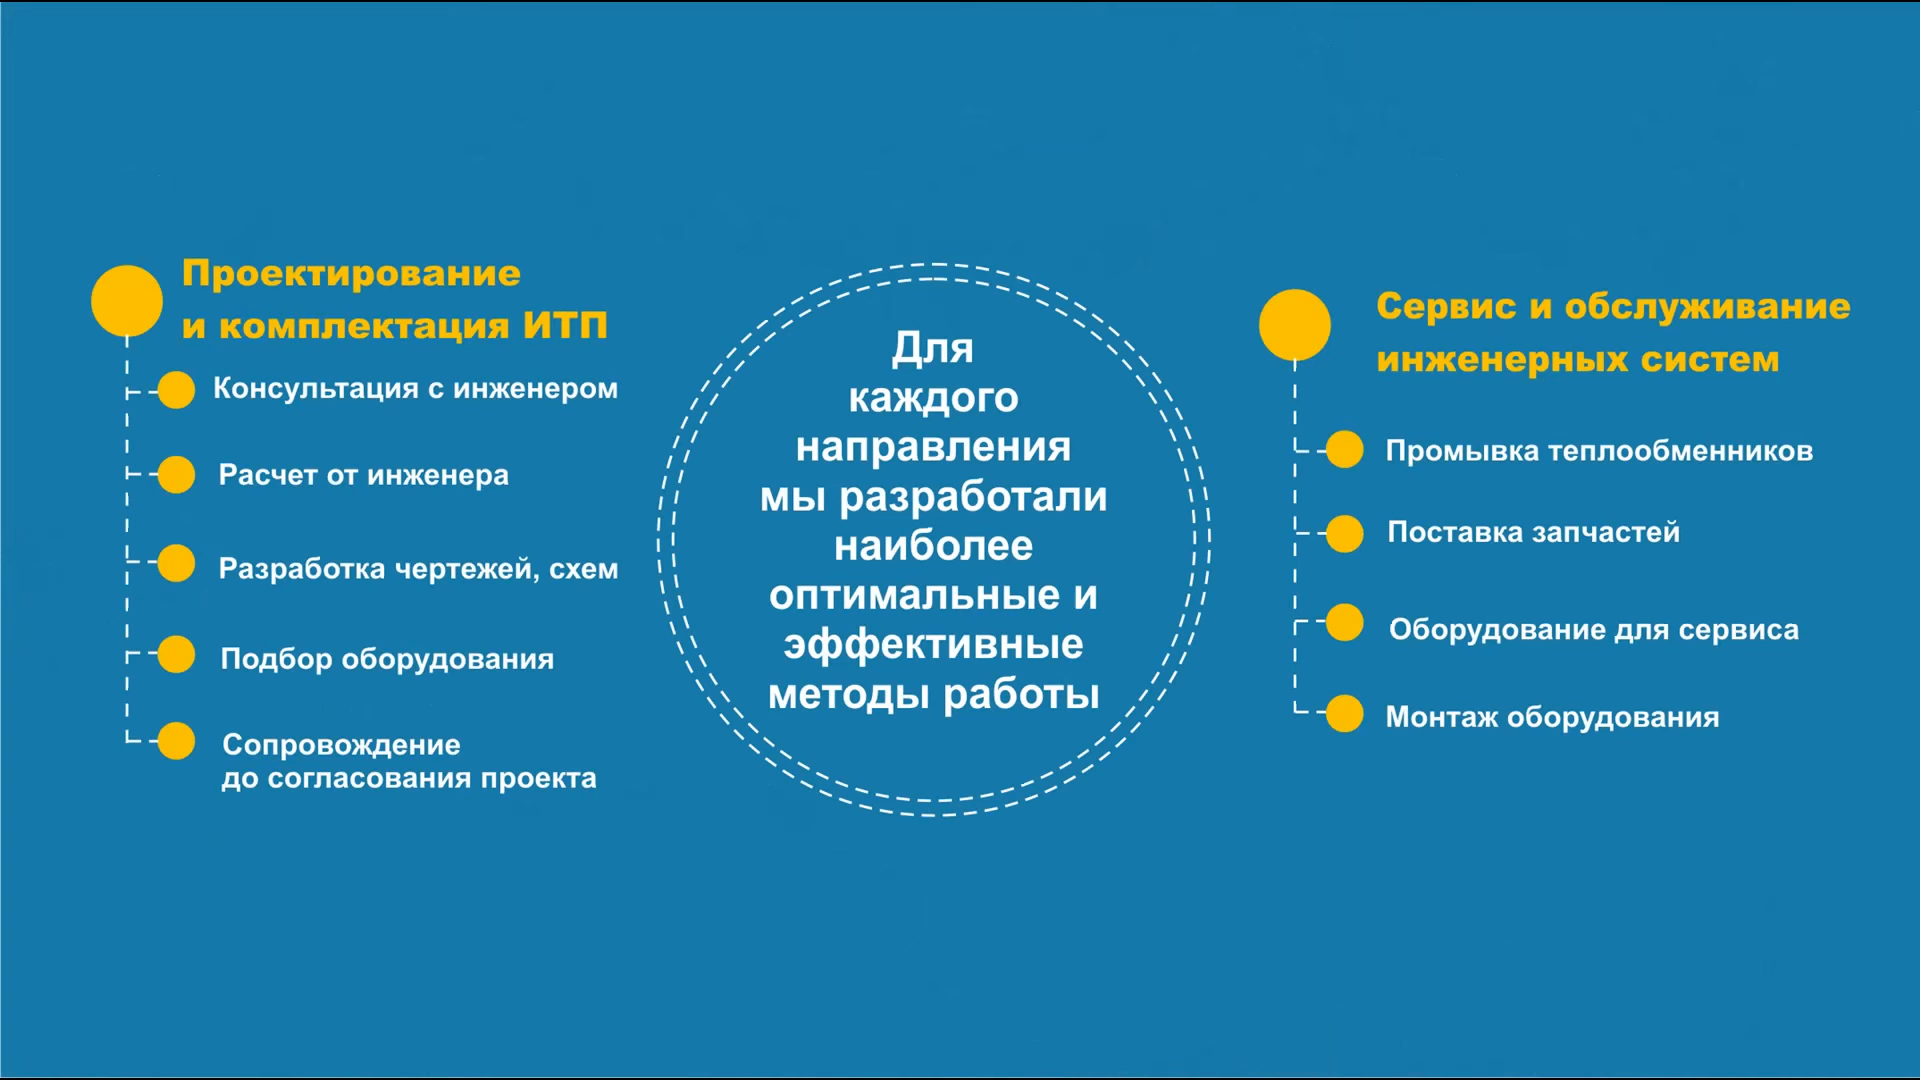 Проектирование
и комплектация ИТП
Консультация с инженером
Расчет от инженера
Разработка чертежей, схем
Подбор оборудования
Сопровождение
до согласования проекта
Для
каждого
направления
мы разработали
наиболее
оптимальные и
эффективные
методы работы
Сервис и обслуживание
инженерных систем
Промывка теплообменников
Поставка запчастей
Оборудование для сервиса
Монтаж оборудования